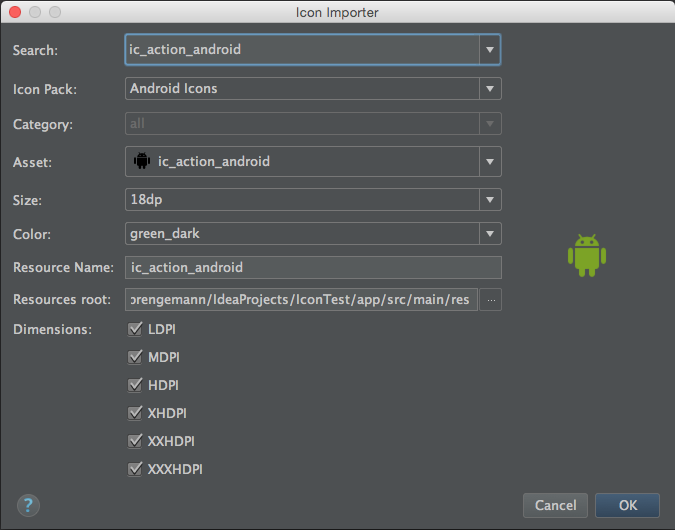 Icon Importer
Search: ic_action_android
Icon Pack: Android Icons
Category: all
Asset: ic_action_android
Size: 18dp
Color: green_dark
Resource Name: ic_action_android
Resources root: rengemann/IdeaProjects/IconTest/app/src/main/res ...
Dimensions: LDPI
MDPI
HDPI
XHDPI
XXHDPI
XXXHDPI
? Cancel OK